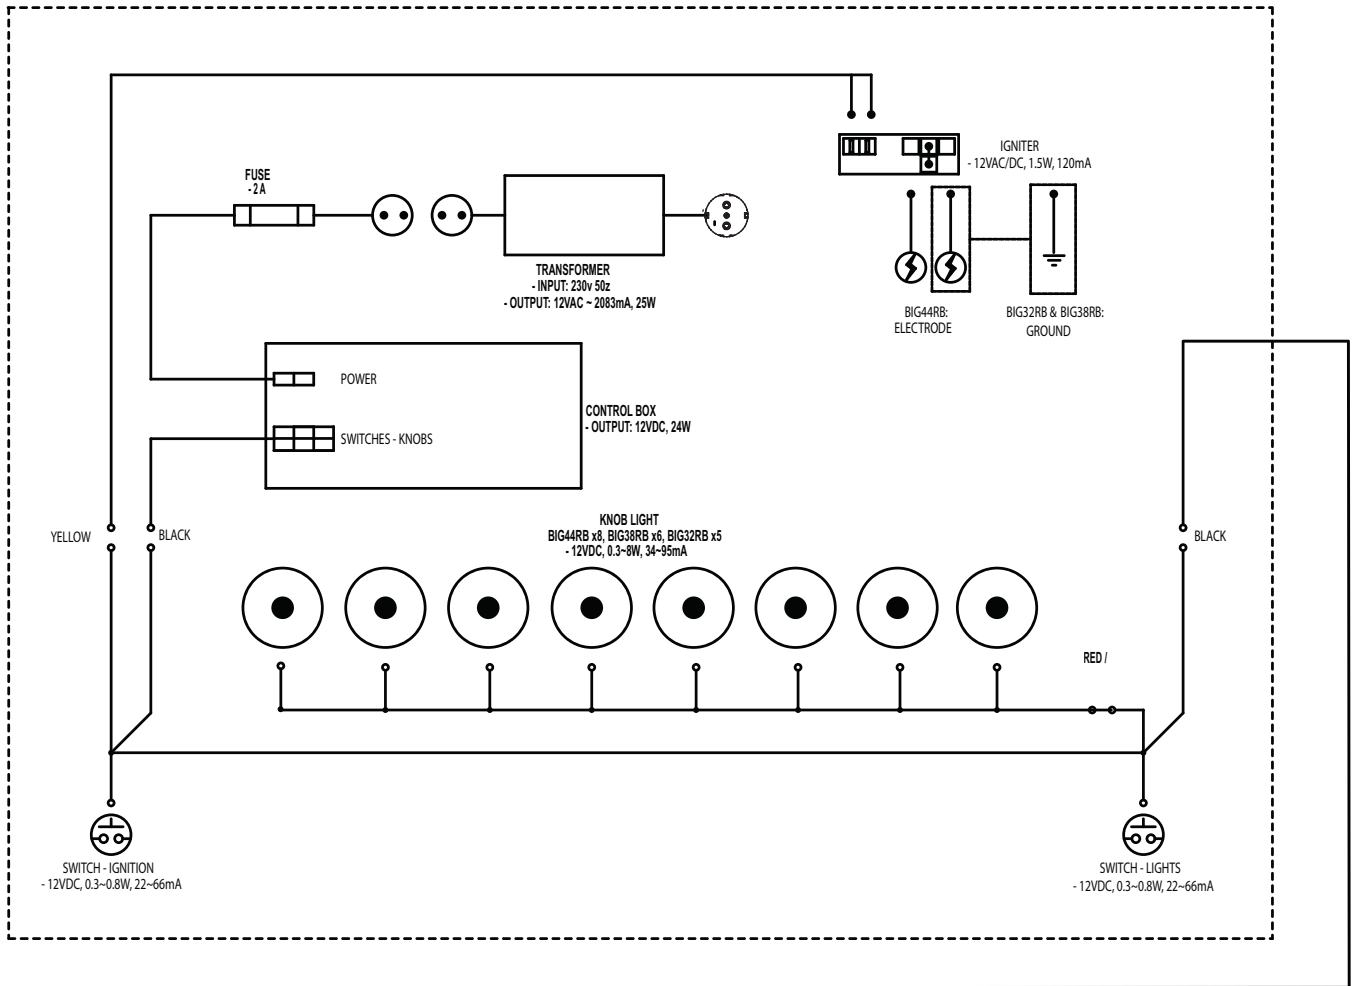 IGNITER
- 12VAC/DC, 1.5W, 120mA
FUSE
- 2 A
TRANSFORMER
- INPUT: 230v 50z
- OUTPUT: 12VAC ~ 2083mA, 25W
BIG44RB:
ELECTRODE
BIG32RB & BIG38RB:
GROUND
POWER
CONTROL BOX
- OUTPUT: 12VDC, 24W
SWITCHES - KNOBS
YELLOW
BLACK
KNOB LIGHT
BIG44RB x8, BIG38RB x6, BIG32RB x5
- 12VDC, 0.3~8W, 34~95mA
BLACK
RED /
SWITCH - IGNITION
- 12VDC, 0.3~0.8W, 22~66mA
SWITCH - LIGHTS
- 12VDC, 0.3~0.8W, 22~66mA